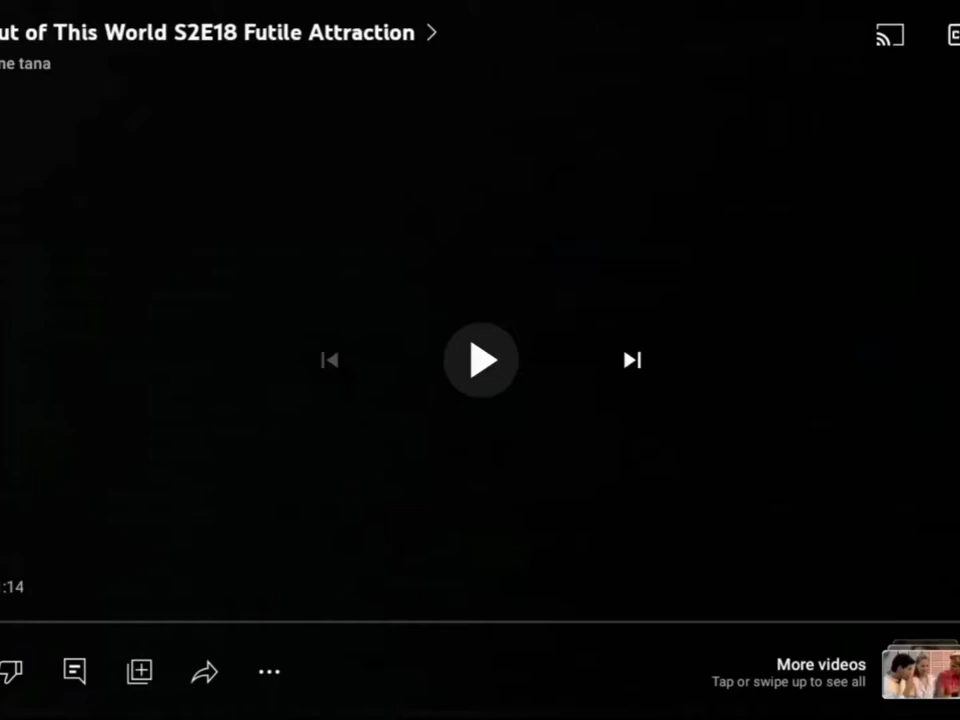 ut of This World S2E18 Futile Attraction
ne tana
:14
More videos
Tap or swipe up to see all